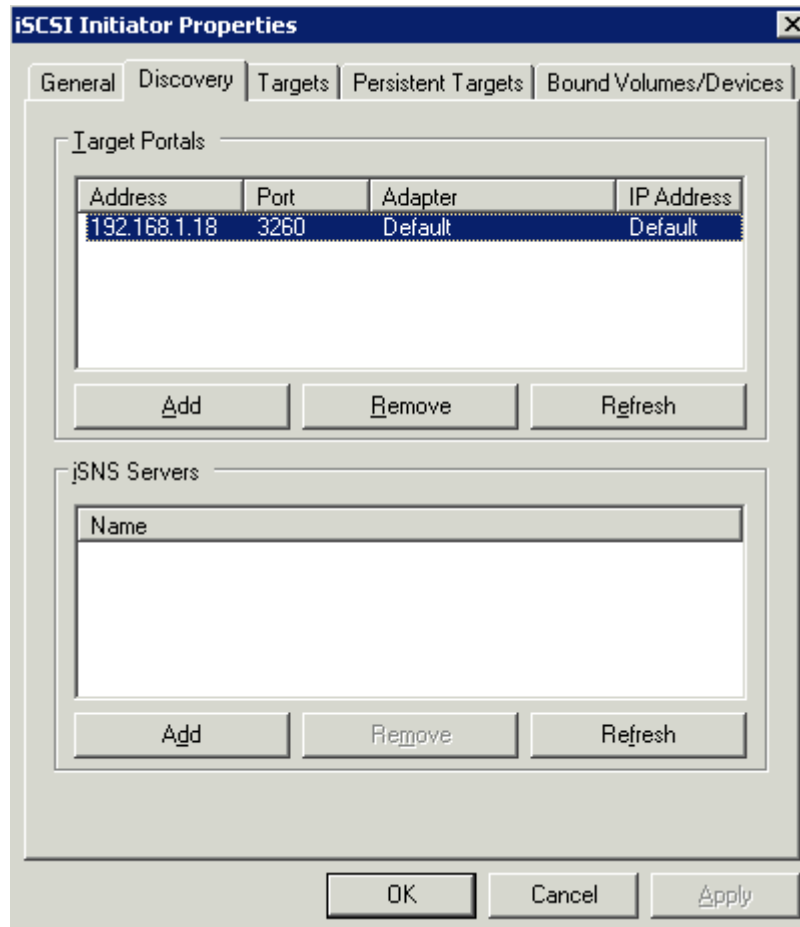 iSCSI Initiator Properties
General Discovery Targets Persistent Targets Bound Volumes/Devices
Target Portals
Address Port Adapter IP Address
192.168.1.18 3260 Default Default
Add Remove Refresh
iSNS Servers
Name
Add Remove Refresh
OK Cancel Apply